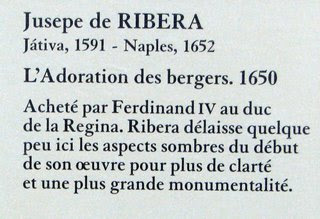 Jusepe de RIBERA
Játiva, 1591 - Naples, 1652
L'Adoration des bergers. 1650
Acheté par Ferdinand IV au duc
de la Regina. Ribera délaisse quelque
peu ici les aspects sombres du début
de son œuvre pour plus de clarté
et une plus grande monumentalité.